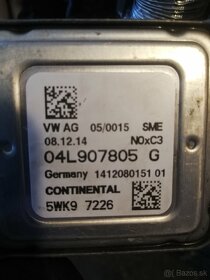 VW AG 05/0015 SME
08.12.14 NOxC3
04L907805 G
Germany 1412080151 01
CONTINENTAL
5WK9 7226
bazos.sk